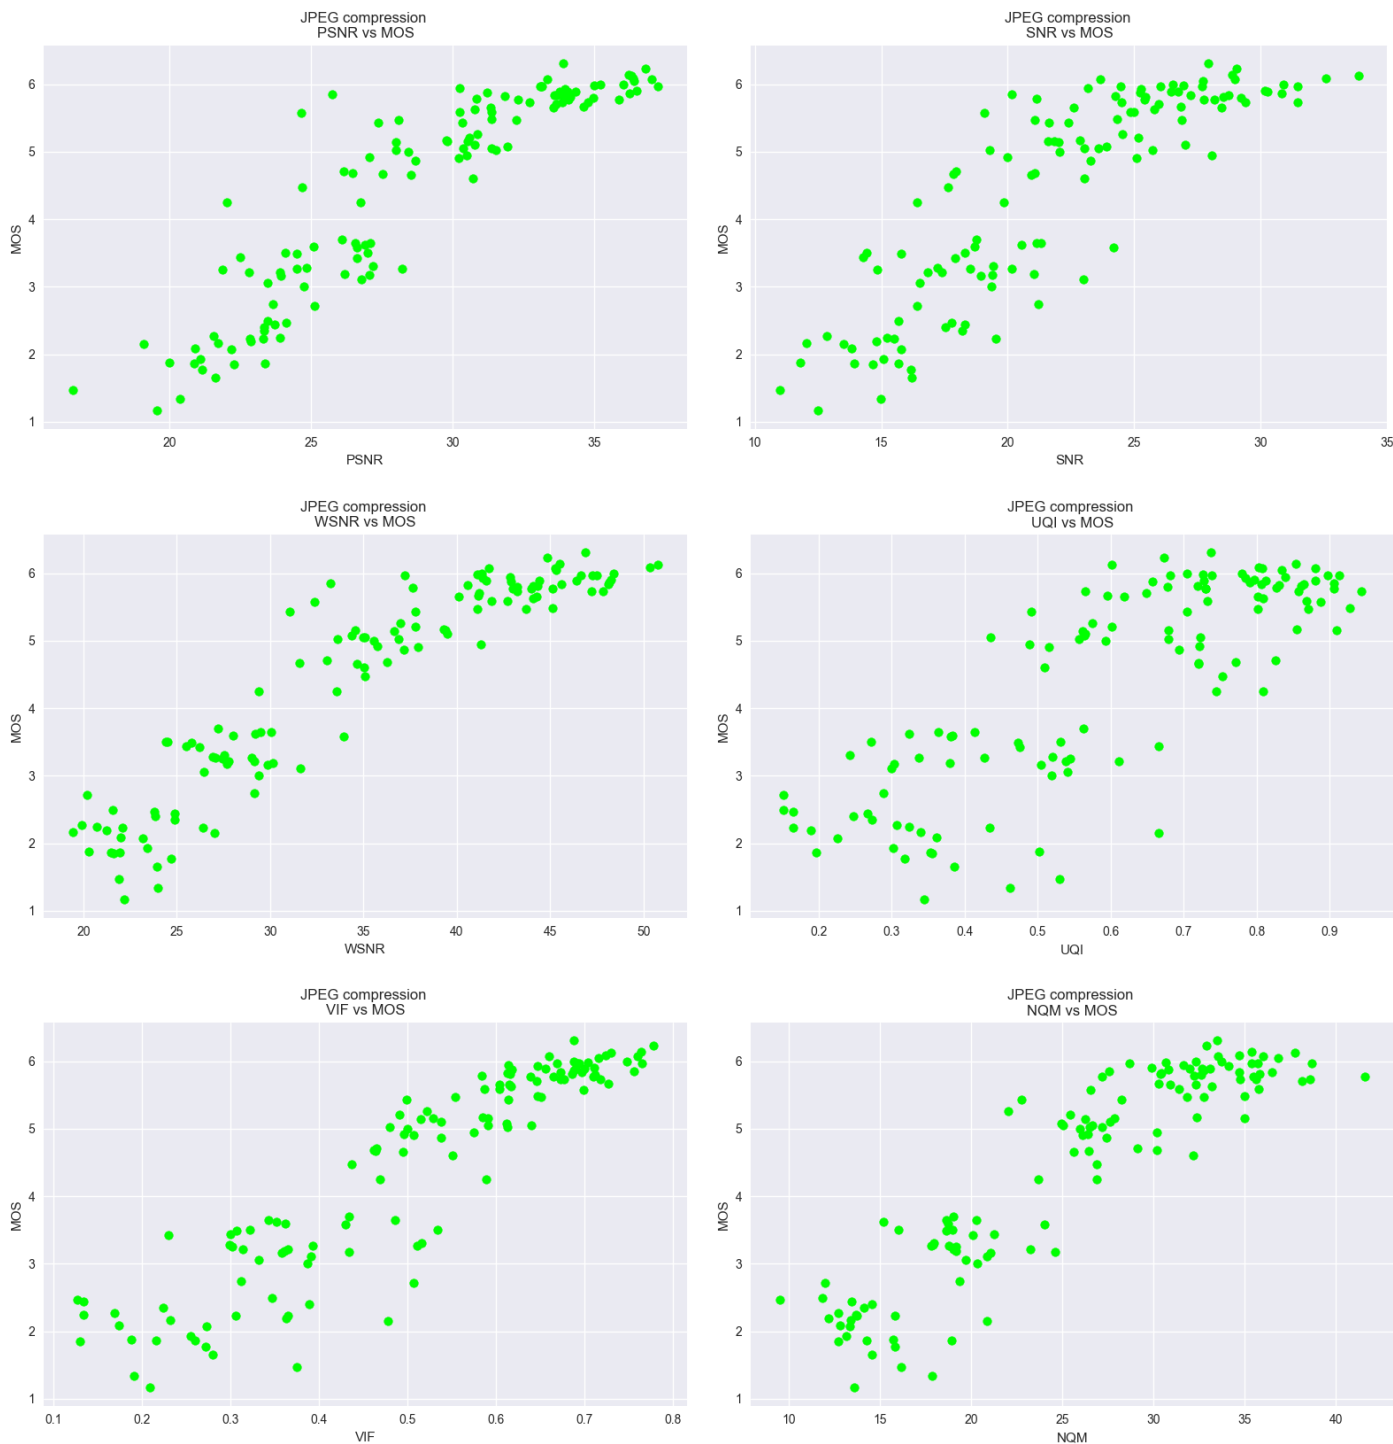 JPEG compression
PSNR vs MOS
MOS
6
5
4
3
2
1
20 25 30 35
PSNR
JPEG compression
SNR vs MOS
MOS
6
5
4
3
2
1
10 15 20 25 30 35
SNR
JPEG compression
WSNR vs MOS
MOS
6
5
4
3
2
1
20 25 30 35 40 45 50
WSNR
JPEG compression
UQI vs MOS
MOS
6
5
4
3
2
1
0.2 0.3 0.4 0.5 0.6 0.7 0.8 0.9
UQI
JPEG compression
VIF vs MOS
MOS
6
5
4
3
2
1
0.1 0.2 0.3 0.4 0.5 0.6 0.7 0.8
VIF
JPEG compression
NQM vs MOS
MOS
6
5
4
3
2
1
10 15 20 25 30 35 40
NQM